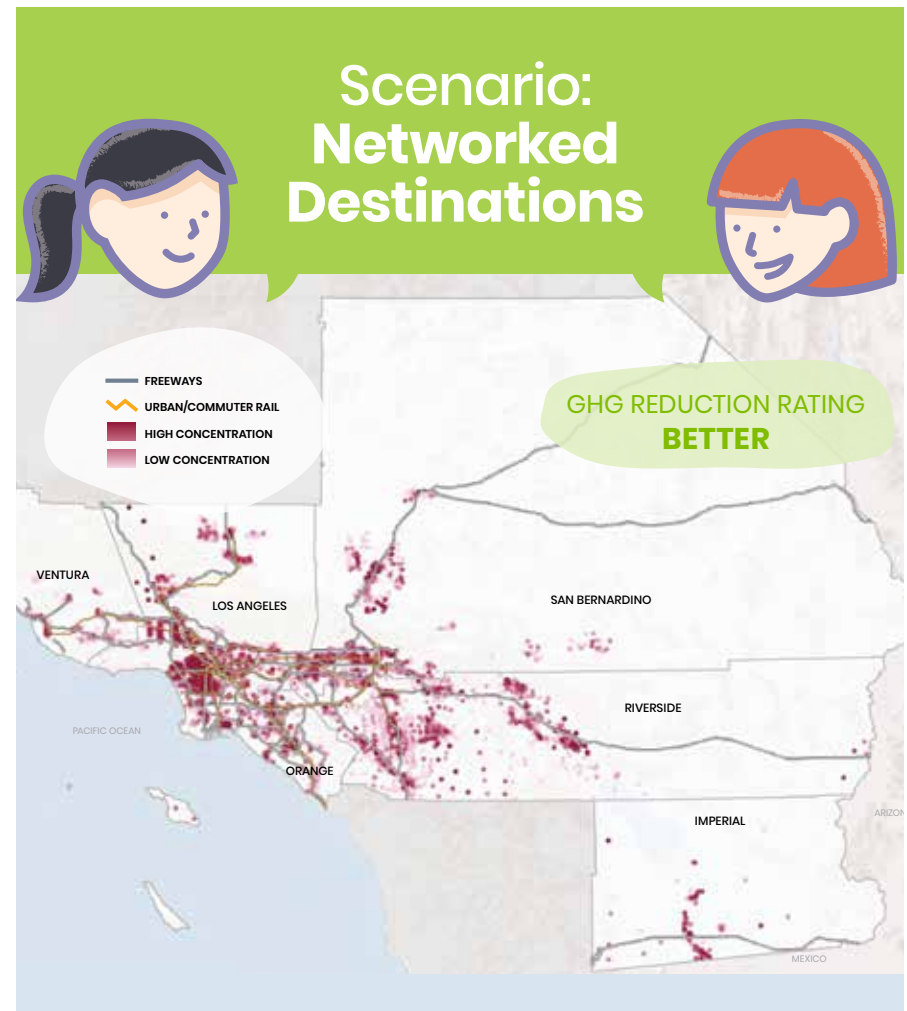 Scenario:
Networked
Destinations
FREEWAYS
URBAN/COMMUTER RAIL
HIGH CONCENTRATION
LOW CONCENTRATION
GHG REDUCTION RATING
BETTER
VENTURA
LOS ANGELES
SAN BERNARDINO
RIVERSIDE
PACIFIC OCEAN
ORANGE
IMPERIAL
ARIZON
MEXICO